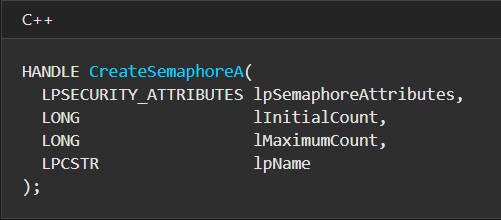 C++
HANDLE CreateSemaphoreA(
  LPSECURITY_ATTRIBUTES lpSemaphoreAttributes,
  LONG                  lInitialCount,
  LONG                  lMaximumCount,
  LPCSTR                lpName
);